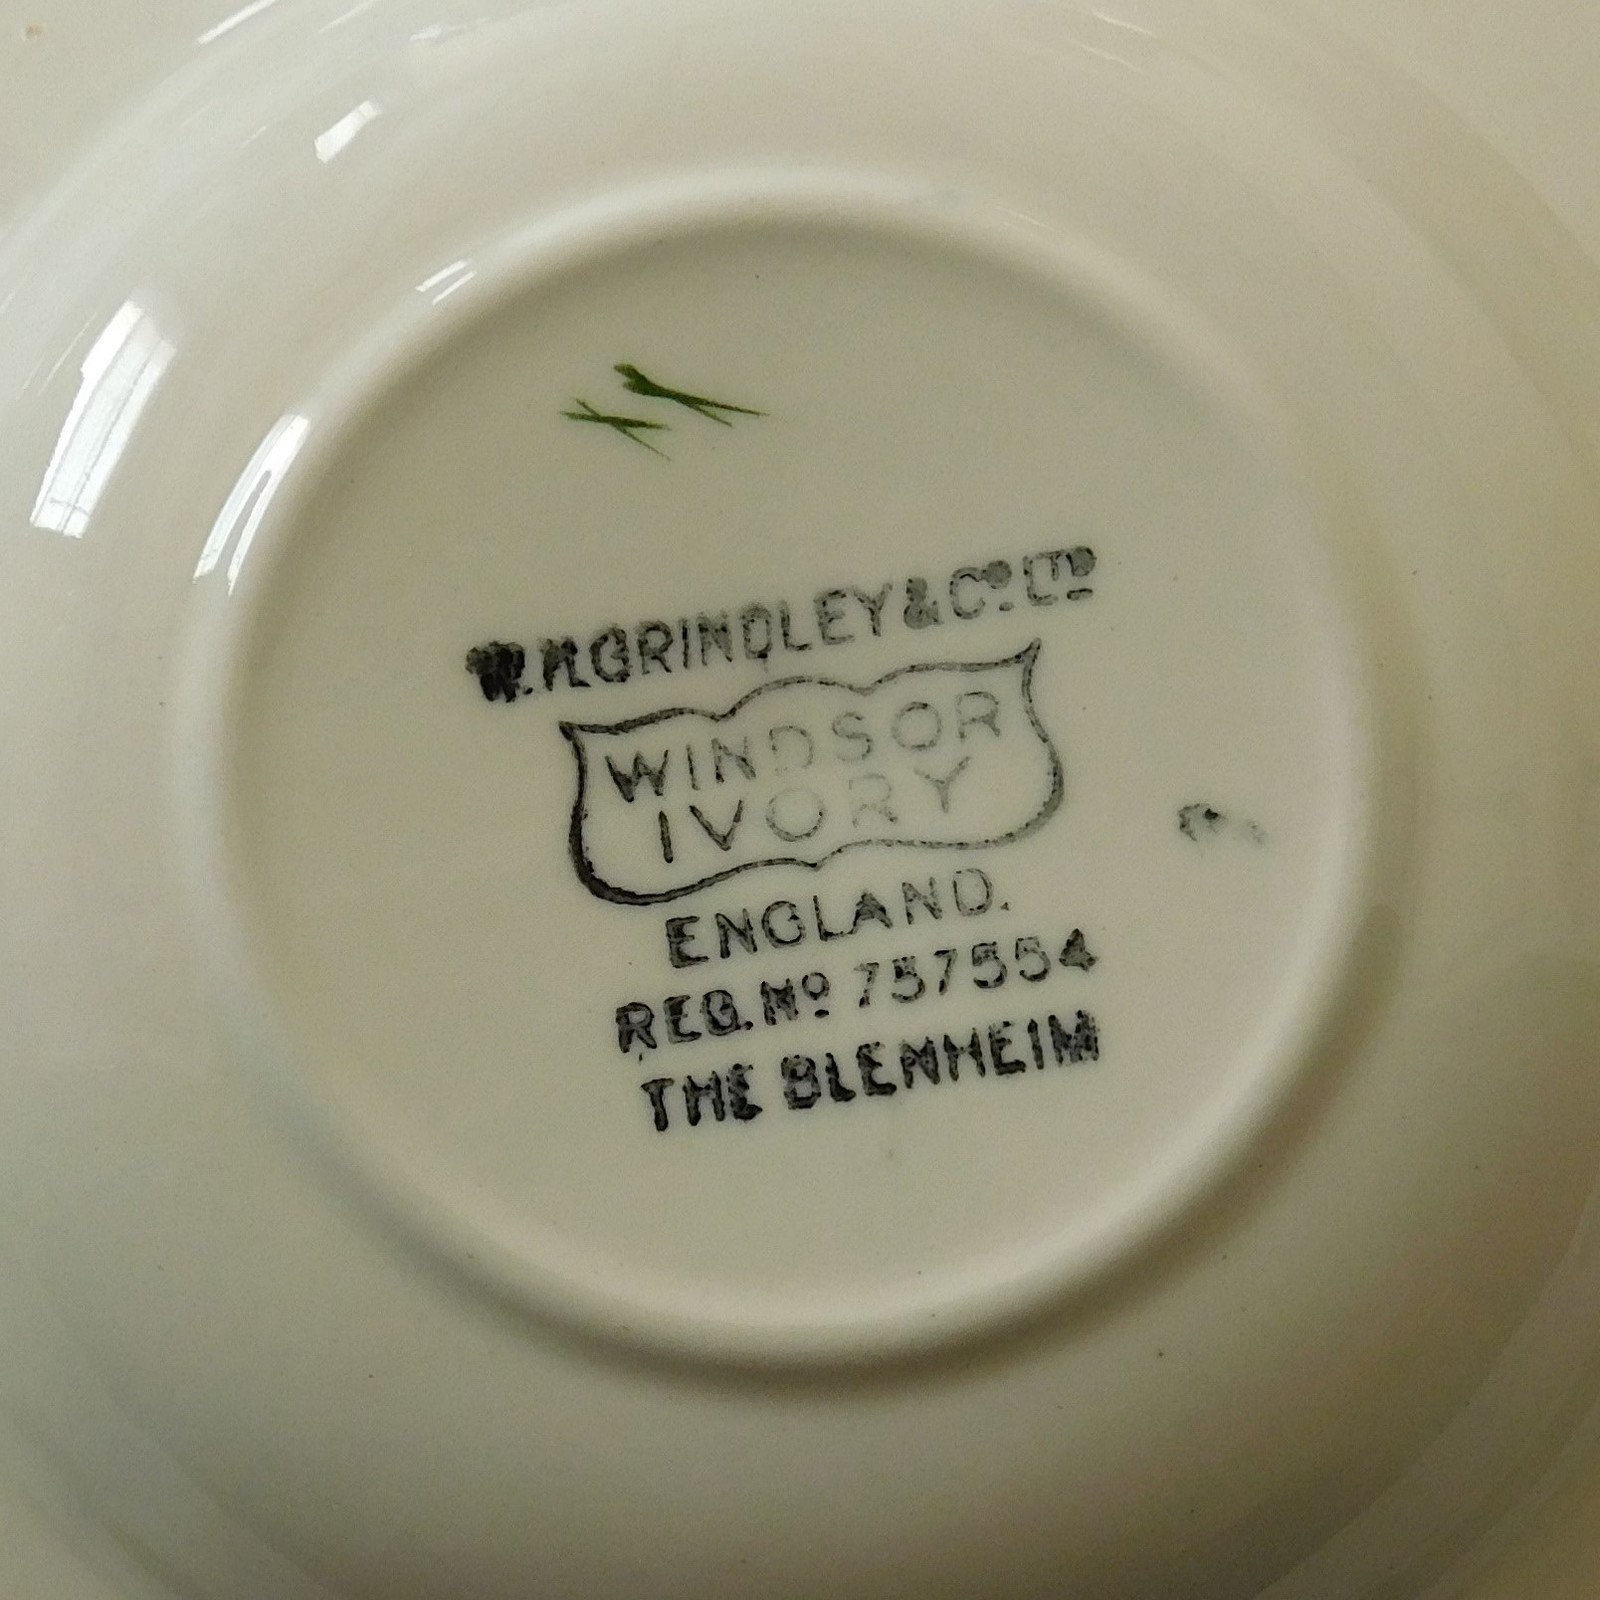 W.H.GRINDLEY & Cº. LTD
WINDSOR
IVORY
ENGLAND.
REG. Nº 757554
THE BLENHEIM